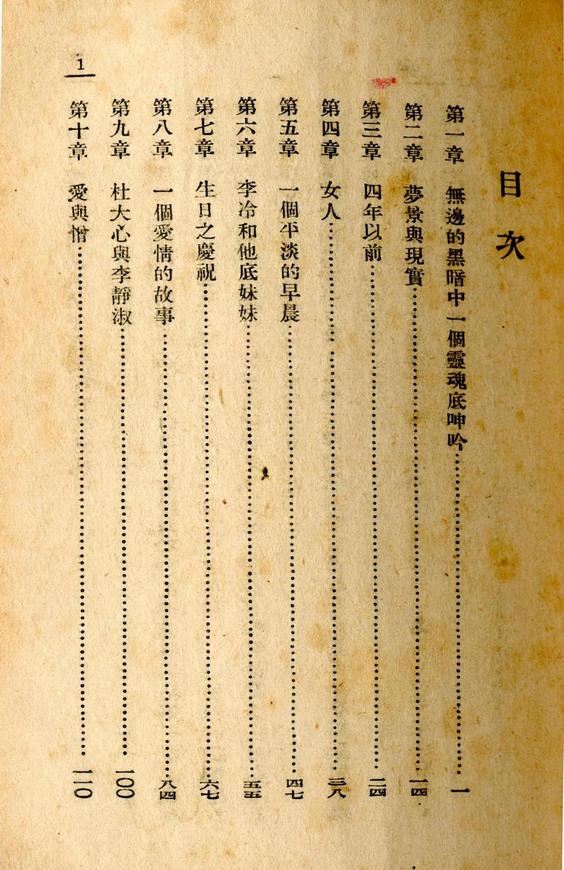 目次
第一章 無邊的黑暗中一個靈魂底呻吟……一
第二章 夢景與現實……一四
第三章 四年以前……二四
第四章 女人……三八
第五章 一個平淡的早晨……四七
第六章 李冷和他底妹妹……五五
第七章 生日之慶祝……六七
第八章 一個愛情的故事……八四
第九章 杜大心與李靜淑……一〇〇
第十章 愛與憎……一一〇
1